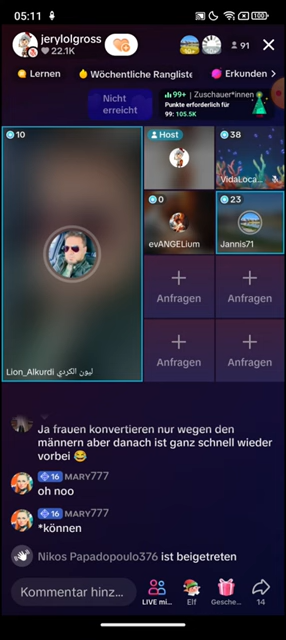 05:11
100
jerylolgross
22.1K
91
Lernen
Wöchentliche Rangliste
Erkunden
Nicht
erreicht
99+ | Zuschauer*innen
Punkte erforderlich für
99: 105.5K
10
Host
38
VidaLoca...
0
23
evANGELium
Jannis71
Anfragen
Anfragen
Anfragen
Anfragen
Lion_Alkurdi ليون الكردي
Ja frauen konvertieren nur wegen den
männern aber danach ist ganz schnell wieder
vorbei 😂
16 MARY777
oh noo
16 MARY777
*können
Nikos Papadopoulo376 ist beigetreten
Kommentar hinz...
LIVE mi...
Elf
Gesche...
14